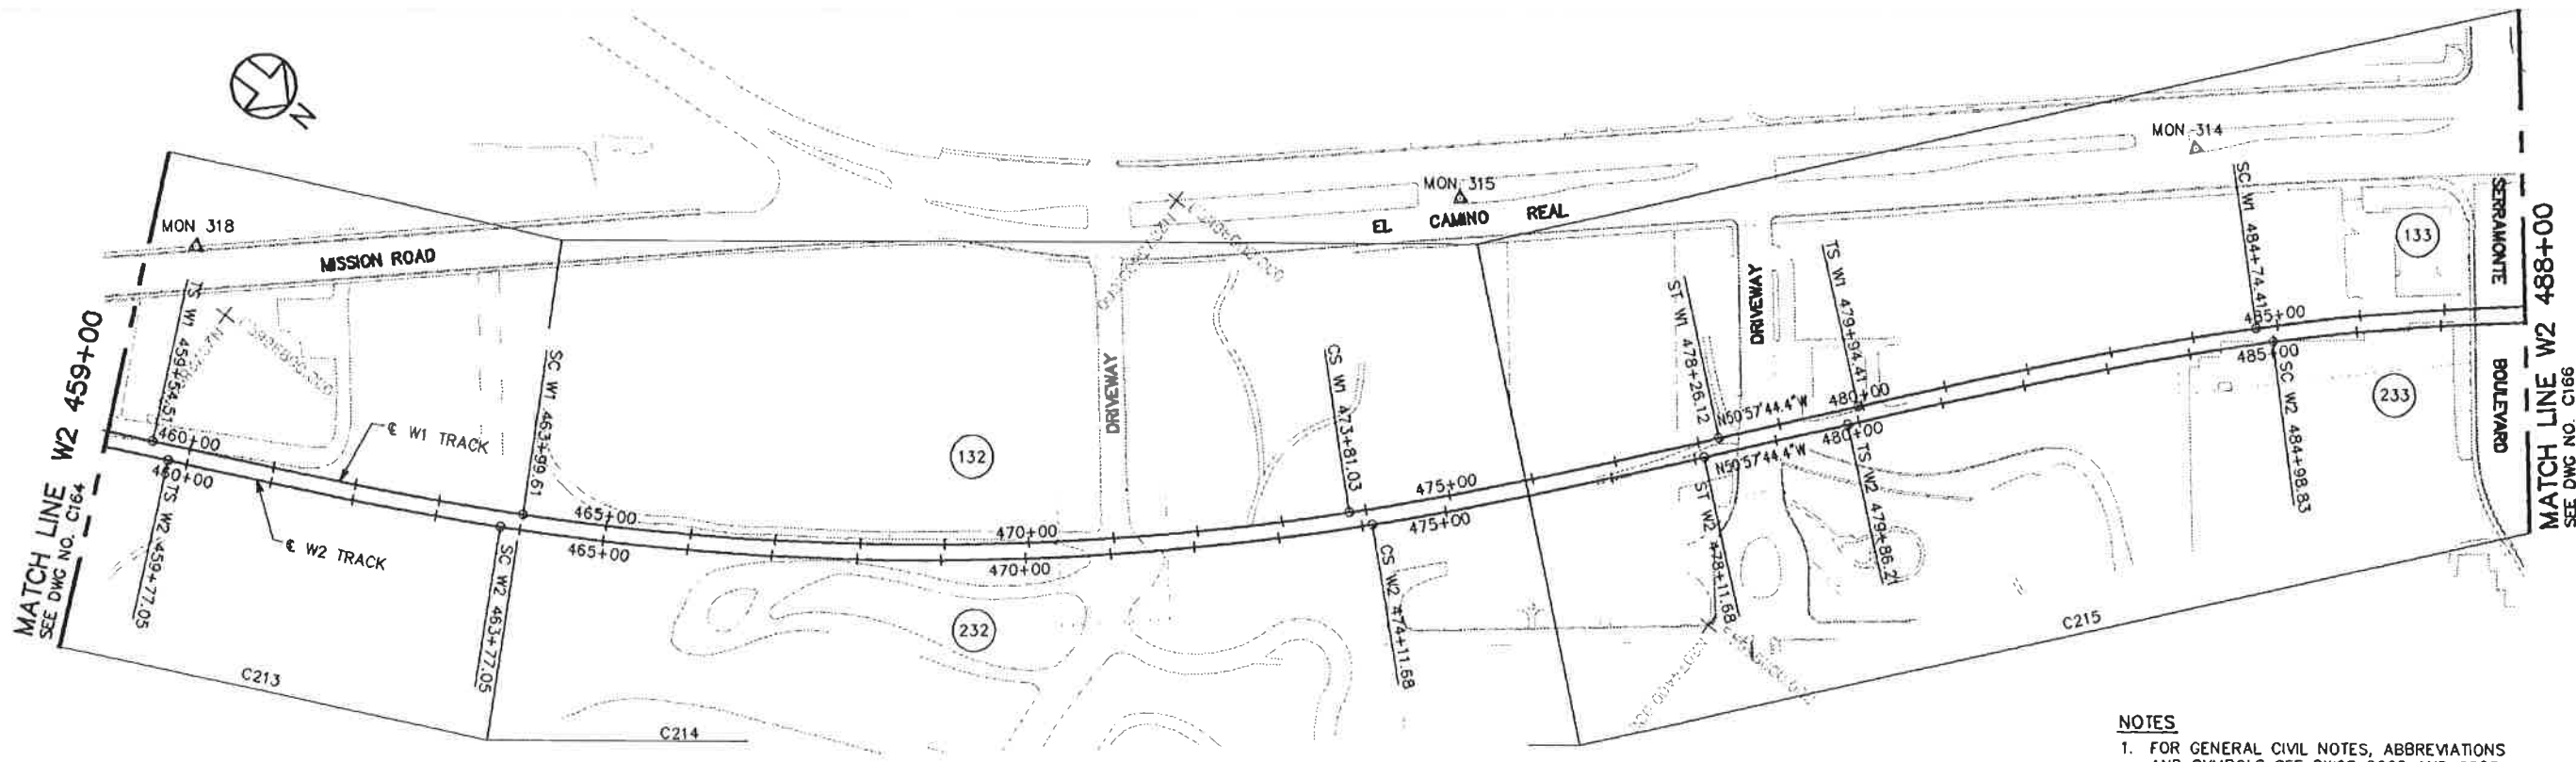 N
MON 318
MISSION ROAD
MON 315
EL CAMINO REAL
MON 314
SERRAMONTE
BOULEVARD
DRIVEWAY
DRIVEWAY
MATCH LINE W2 459+00
SEE DWG NO. C164
MATCH LINE W2 488+00
SEE DWG NO. C166
TS W1 459+54.51
460+00
460+00
TS W2 459+77.05
℄ W1 TRACK
℄ W2 TRACK
SC W1 463+99.61
SC W2 463+77.05
465+00
465+00
132
232
470+00
470+00
CS W1 473+81.03
CS W2 474+11.68
475+00
475+00
ST W1 478+26.12
ST W2 478+11.68
N50°57'44.4"W
N50°57'44.4"W
TS W1 479+94.41
480+00
480+00
TS W2 479+86.21
SC W1 484+74.41
485+00
485+00
SC W2 484+98.83
133
233
C213
C214
C215
NOTES
1. FOR GENERAL CIVIL NOTES, ABBREVIATIONS